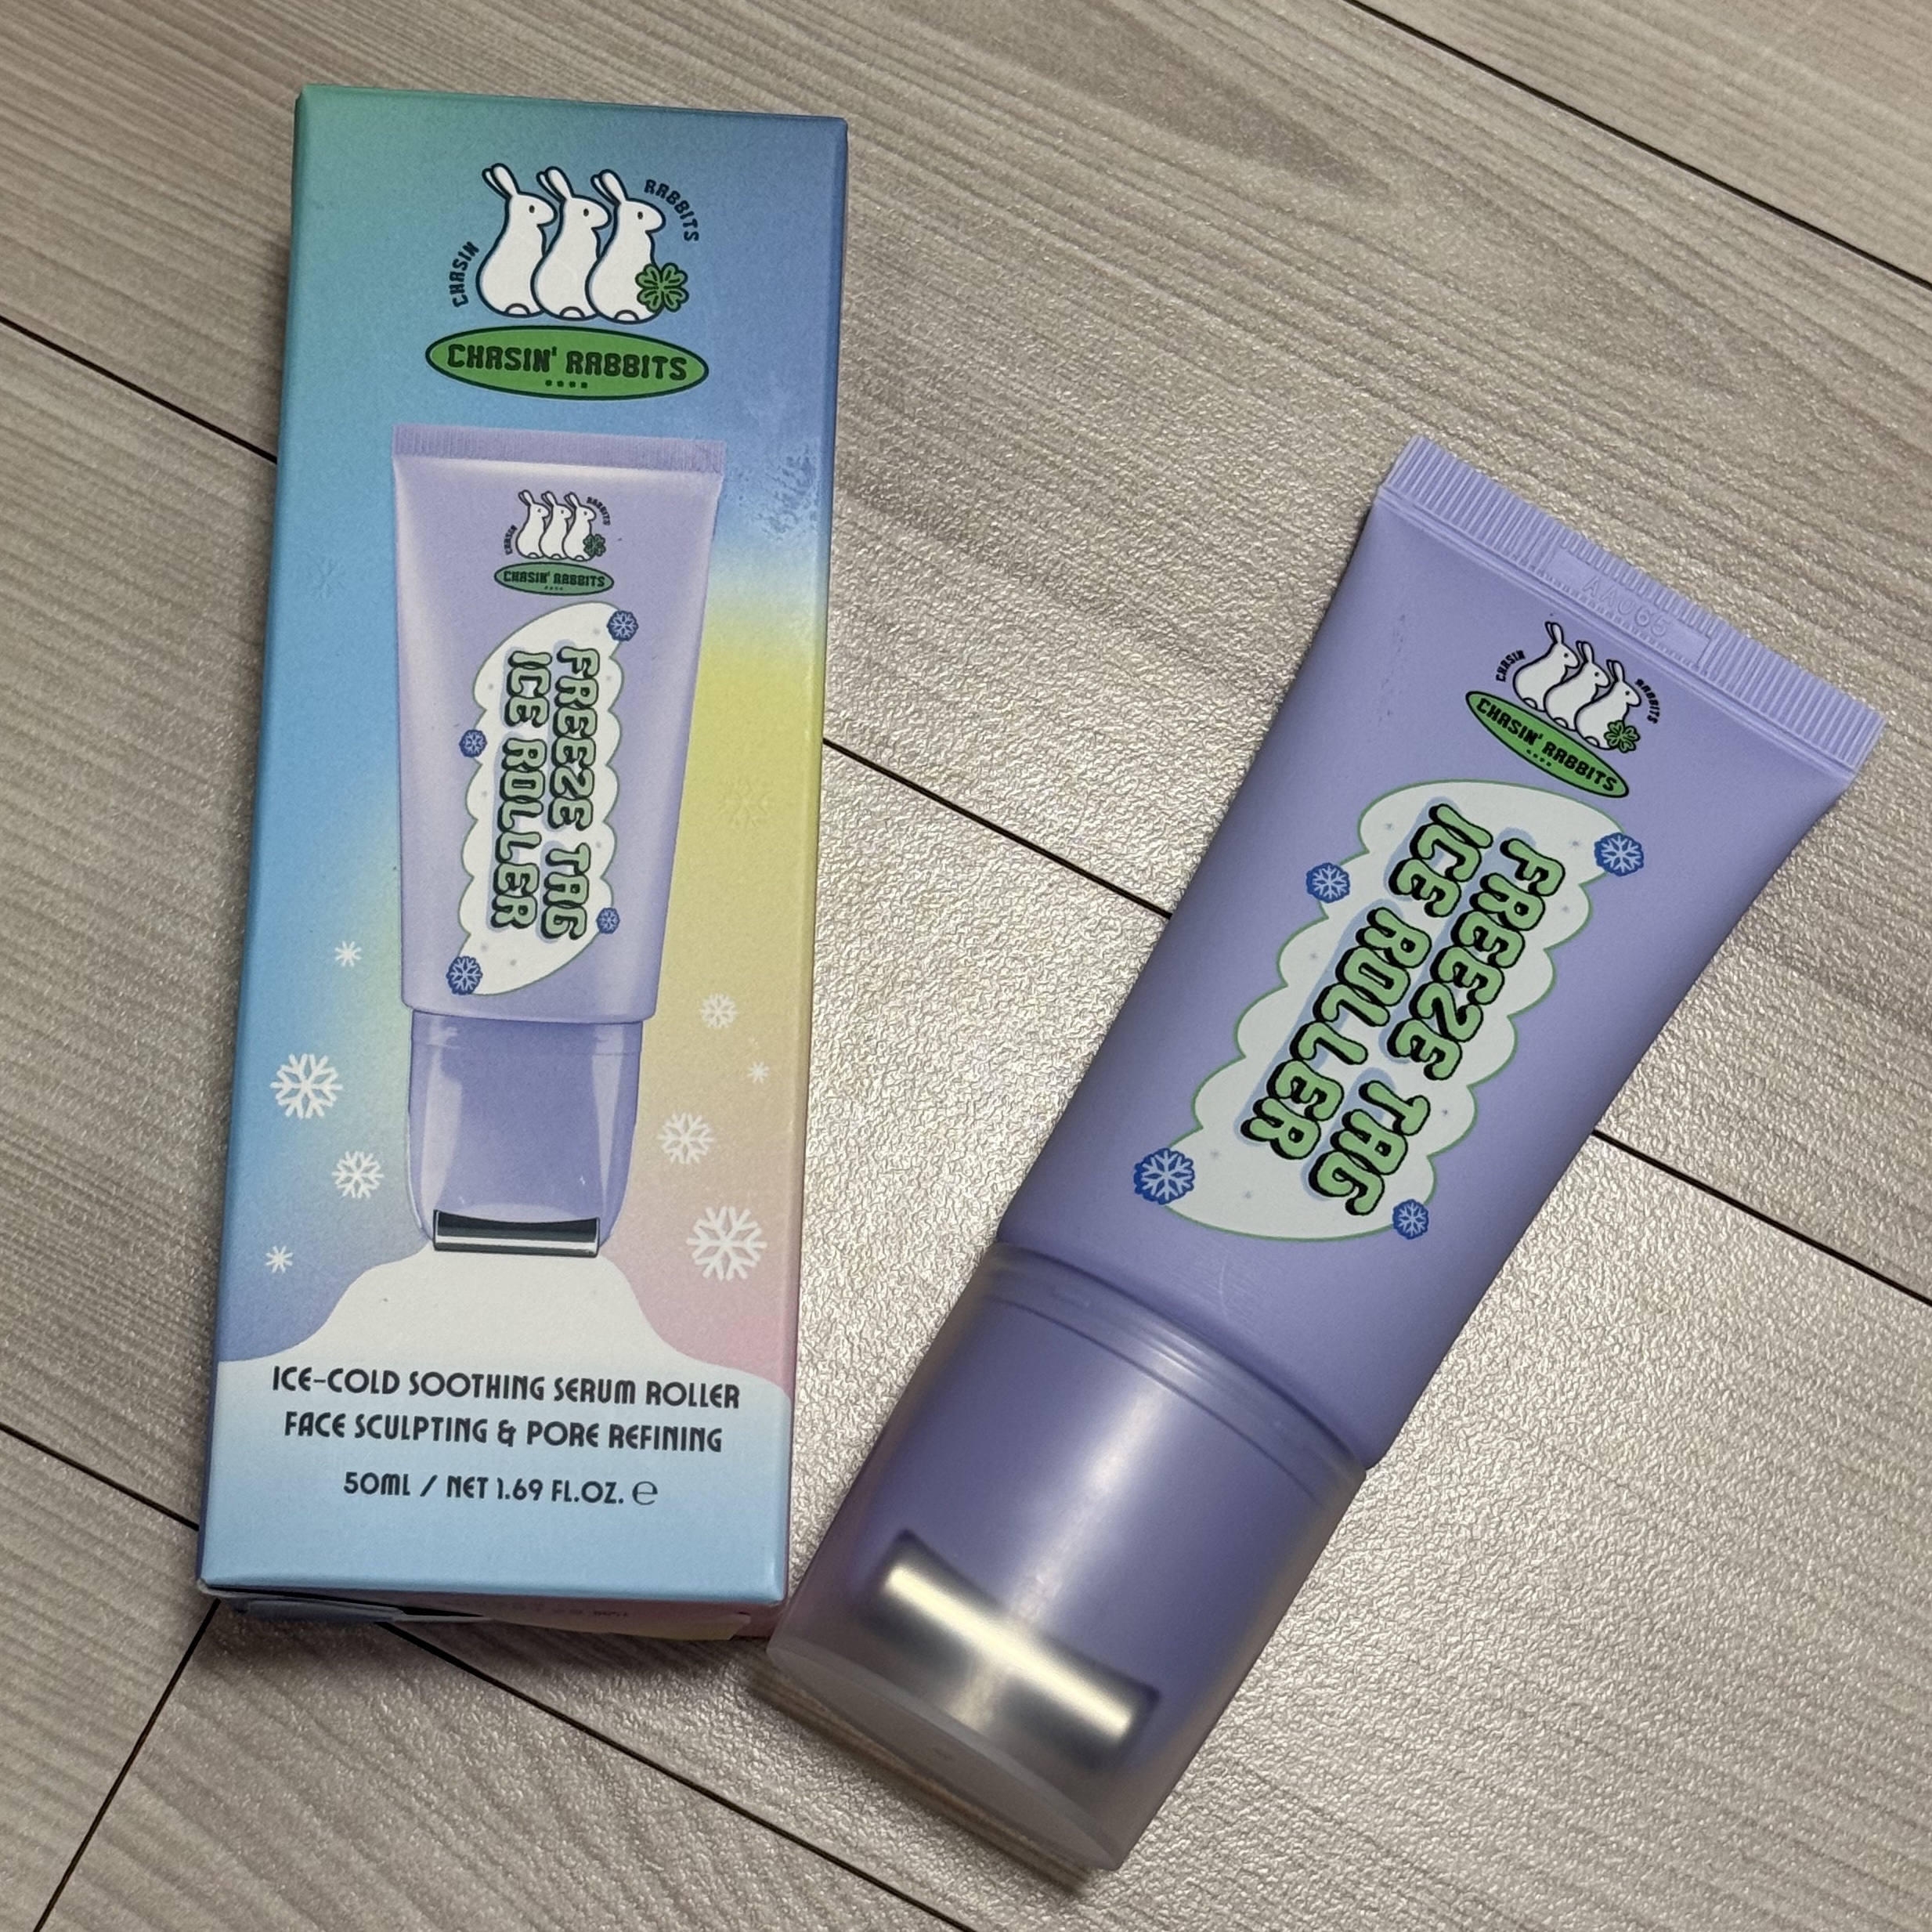 CHASIN RABBITS
CHASIN' RABBITS
CHASIN RABBITS
CHASIN' RABBITS
FREEZE TAG
ICE ROLLER
ICE-COLD SOOTHING SERUM ROLLER
FACE SCULPTING & PORE REFINING
50ML / NET 1.69 FL.OZ. ℮
AA065
CHASIN RABBITS
CHASIN' RABBITS
FREEZE TAG
ICE ROLLER